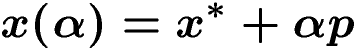 x(α) = x* + αp